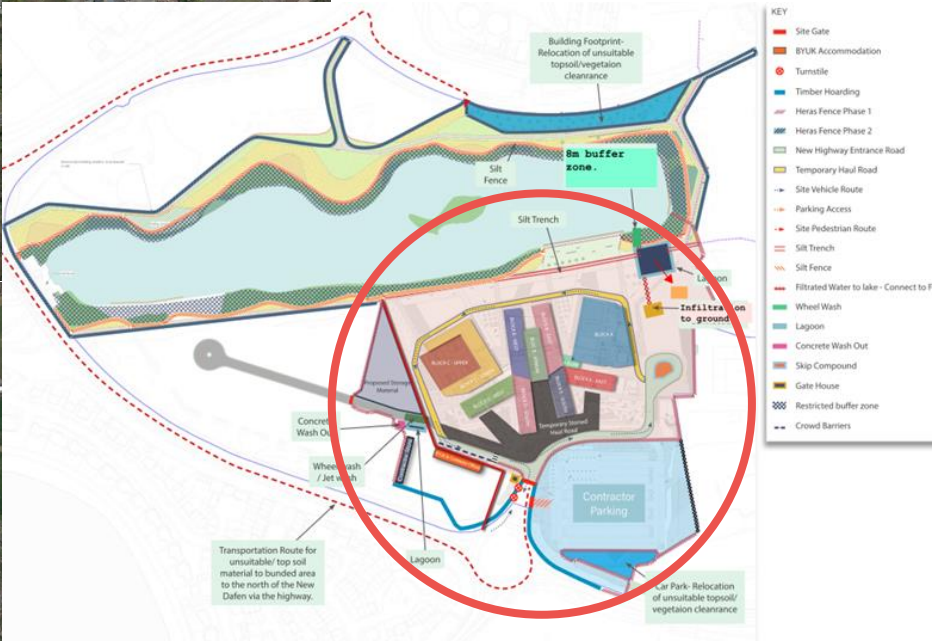 Building Footprint-
Relocation of unsuitable
topsoil/vegetaion
cleanrance
8m buffer
zone.
Silt
Fence
Silt Trench
Lagoon
Infiltration
to ground
Proposed Storage
Material
Temporary Stoned
Haul Road
Concrete
Wash Out
Wheel wash
/ Jet wash
Contractor
Parking
Lagoon
Transportation Route for
unsuitable/ top soil
material to bunded area
to the north of the New
Dafen via the highway.
Car Park- Relocation
of unsuitable topsoil/
vegetaion cleanrance
KEY
Site Gate
BYUK Accommodation
Turnstile
Timber Hoarding
Heras Fence Phase 1
Heras Fence Phase 2
New Highway Entrance Road
Temporary Haul Road
Site Vehicle Route
Parking Access
Site Pedestrian Route
Silt Trench
Silt Fence
Filtrated Water to lake - Connect to F
Wheel Wash
Lagoon
Concrete Wash Out
Skip Compound
Gate House
Restricted buffer zone
Crowd Barriers